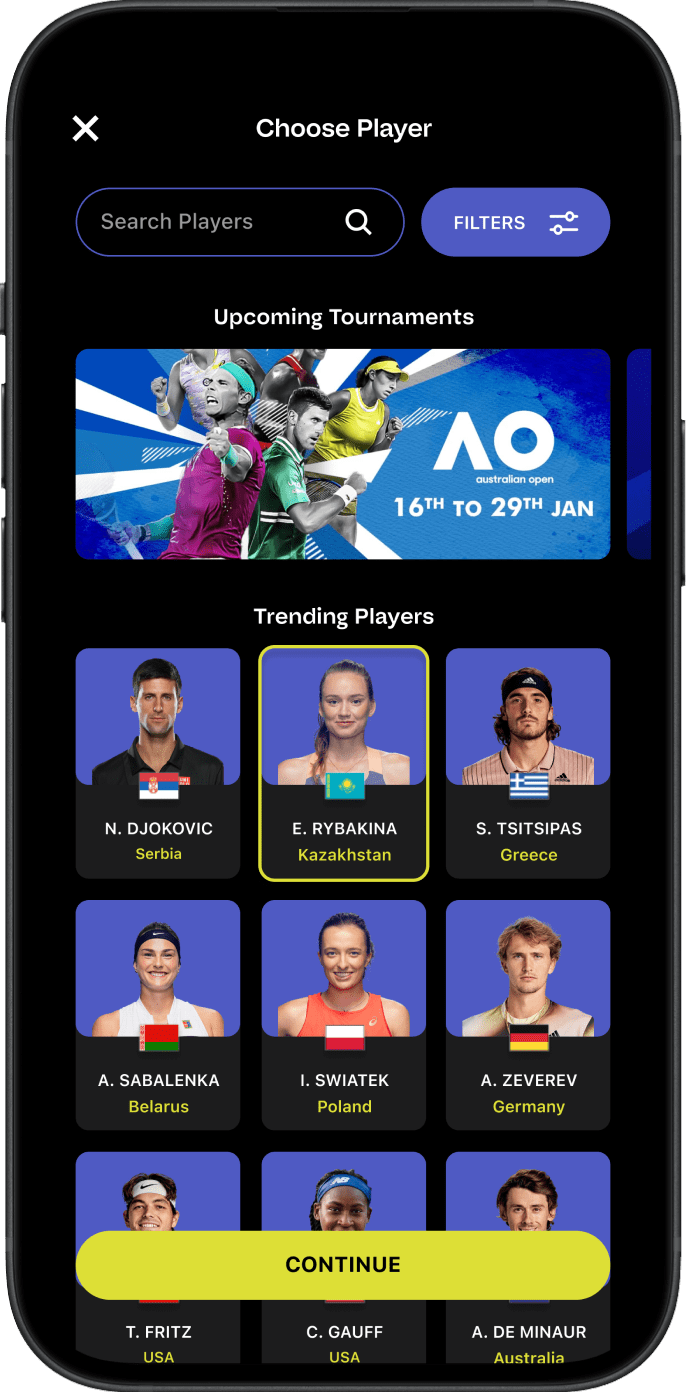 Choose Player
Search Players
FILTERS
Upcoming Tournaments
AO
australian open
16TH TO 29TH JAN
Trending Players
N. DJOKOVIC
Serbia
E. RYBAKINA
Kazakhstan
S. TSITSIPAS
Greece
A. SABALENKA
Belarus
I. SWIATEK
Poland
A. ZEVEREV
Germany
NB
CONTINUE
T. FRITZ
USA
C. GAUFF
USA
A. DE MINAUR
Australia